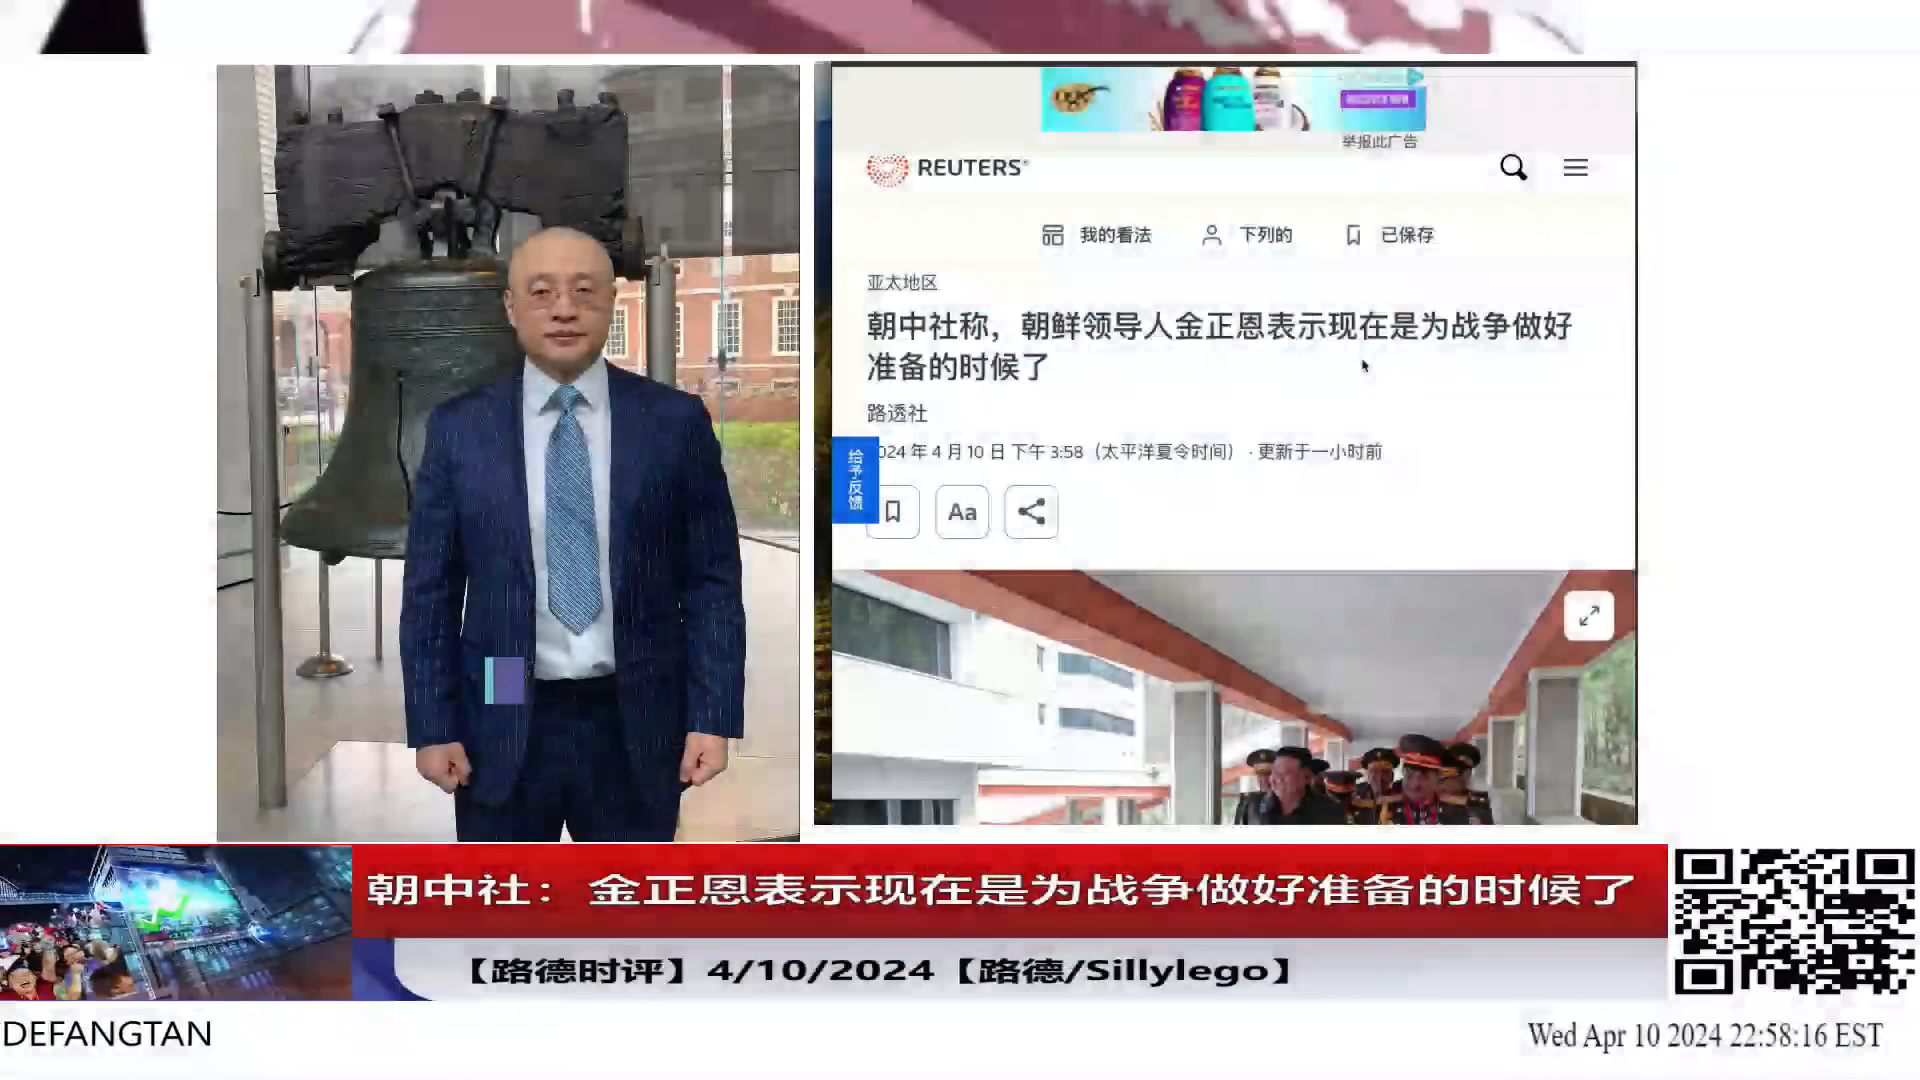 举报此广告
REUTERS
我的看法
下列的
已保存
亚太地区
朝中社称，朝鲜领导人金正恩表示现在是为战争做好
准备的时候了
路透社
024 年 4 月 10 日 下午 3:58（太平洋夏令时间） · 更新于一小时前
给予反馈
Aa
朝中社： 金正恩表示现在是为战争做好准备的时候了
【路德时评】4/10/2024【路德/Sillylego】
DEFANGTAN
Wed Apr 10 2024 22:58:16 EST